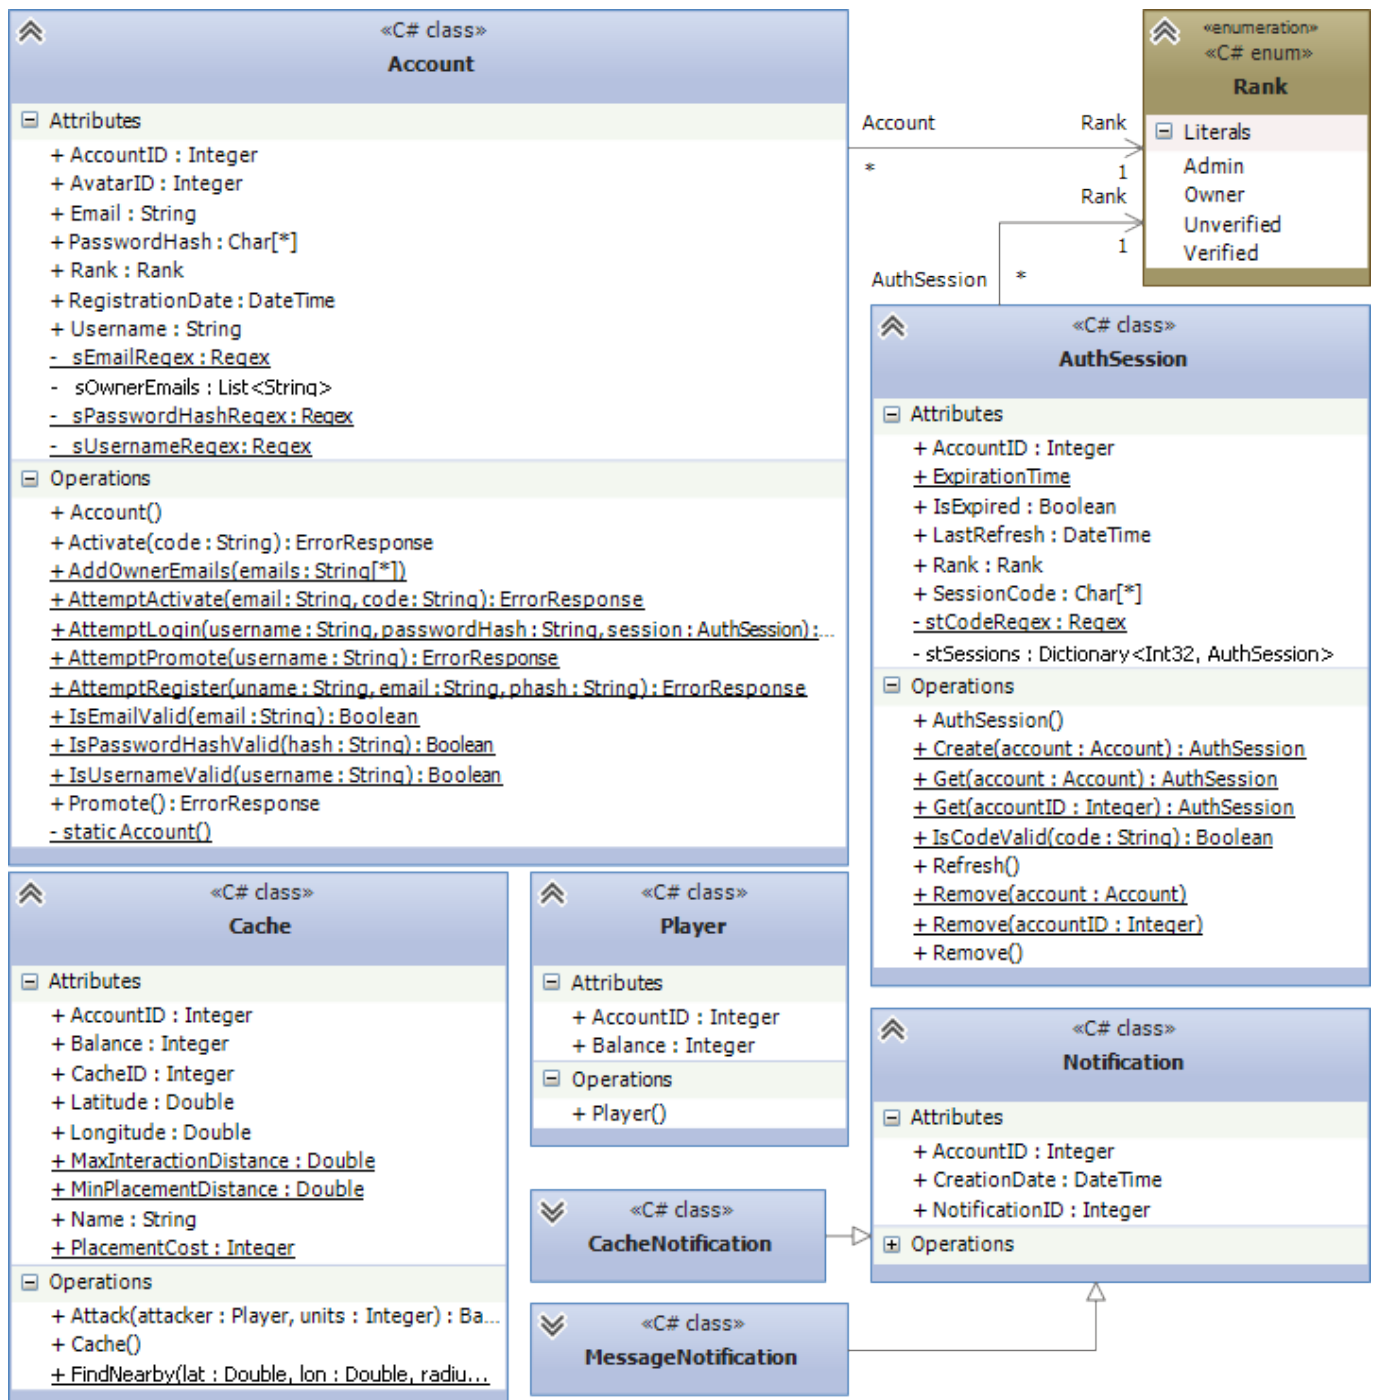 «C# class»
Account
Attributes
+ AccountID : Integer
+ AvatarID : Integer
+ Email : String
+ PasswordHash : Char[*]
+ Rank : Rank
+ RegistrationDate : DateTime
+ Username : String
- sEmailRegex : Regex
- sOwnerEmails : List<String>
- sPasswordHashRegex : Regex
- sUsernameRegex : Regex
Operations
+ Account()
+ Activate(code : String) : ErrorResponse
+ AddOwnerEmails(emails : String[*])
+ AttemptActivate(email : String, code : String) : ErrorResponse
+ AttemptLogin(username : String, passwordHash : String, session : AuthSession) :...
+ AttemptPromote(username : String) : ErrorResponse
+ AttemptRegister(uname : String, email : String, phash : String) : ErrorResponse
+ IsEmailValid(email : String) : Boolean
+ IsPasswordHashValid(hash : String) : Boolean
+ IsUsernameValid(username : String) : Boolean
+ Promote() : ErrorResponse
- static Account()
Account
Rank
*
1
Rank
1
AuthSession
*
«enumeration»
«C# enum»
Rank
Literals
Admin
Owner
Unverified
Verified
«C# class»
AuthSession
Attributes
+ AccountID : Integer
+ ExpirationTime
+ IsExpired : Boolean
+ LastRefresh : DateTime
+ Rank : Rank
+ SessionCode : Char[*]
- stCodeRegex : Regex
- stSessions : Dictionary<Int32, AuthSession>
Operations
+ AuthSession()
+ Create(account : Account) : AuthSession
+ Get(account : Account) : AuthSession
+ Get(accountID : Integer) : AuthSession
+ IsCodeValid(code : String) : Boolean
+ Refresh()
+ Remove(account : Account)
+ Remove(accountID : Integer)
+ Remove()
«C# class»
Cache
Attributes
+ AccountID : Integer
+ Balance : Integer
+ CacheID : Integer
+ Latitude : Double
+ Longitude : Double
+ MaxInteractionDistance : Double
+ MinPlacementDistance : Double
+ Name : String
+ PlacementCost : Integer
Operations
+ Attack(attacker : Player, units : Integer) : Ba...
+ Cache()
+ FindNearby(lat : Double, lon : Double, radiu...
«C# class»
Player
Attributes
+ AccountID : Integer
+ Balance : Integer
Operations
+ Player()
«C# class»
CacheNotification
«C# class»
MessageNotification
«C# class»
Notification
Attributes
+ AccountID : Integer
+ CreationDate : DateTime
+ NotificationID : Integer
Operations